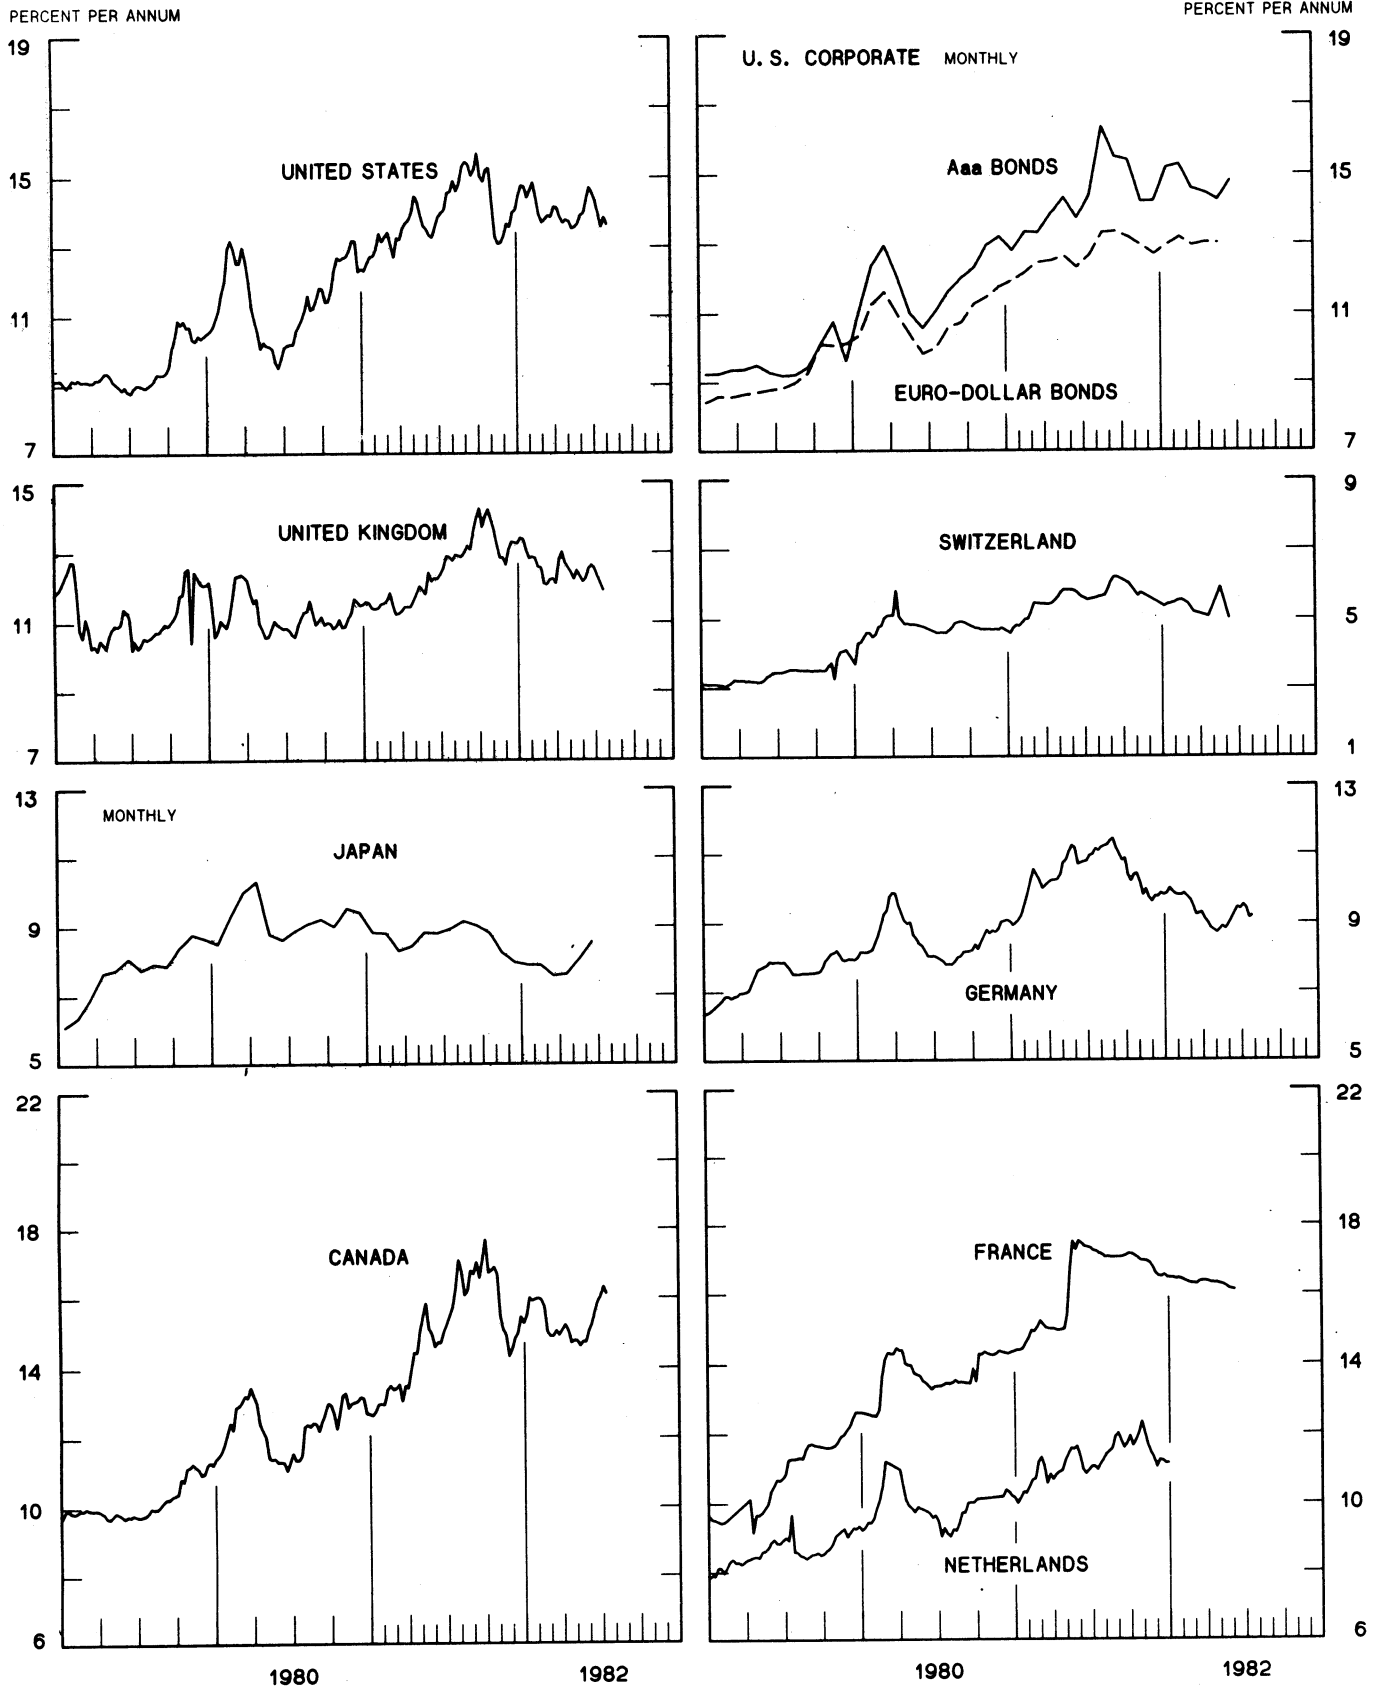 PERCENT PER ANNUM
PERCENT PER ANNUM
19
15
11
7
UNITED STATES
U.S. CORPORATE MONTHLY
Aaa BONDS
EURO-DOLLAR BONDS
19
15
11
7
15
11
7
UNITED KINGDOM
SWITZERLAND
9
5
1
13
9
5
MONTHLY
JAPAN
GERMANY
13
9
5
22
18
14
10
6
CANADA
FRANCE
NETHERLANDS
22
18
14
10
6
1980 1982
1980 1982